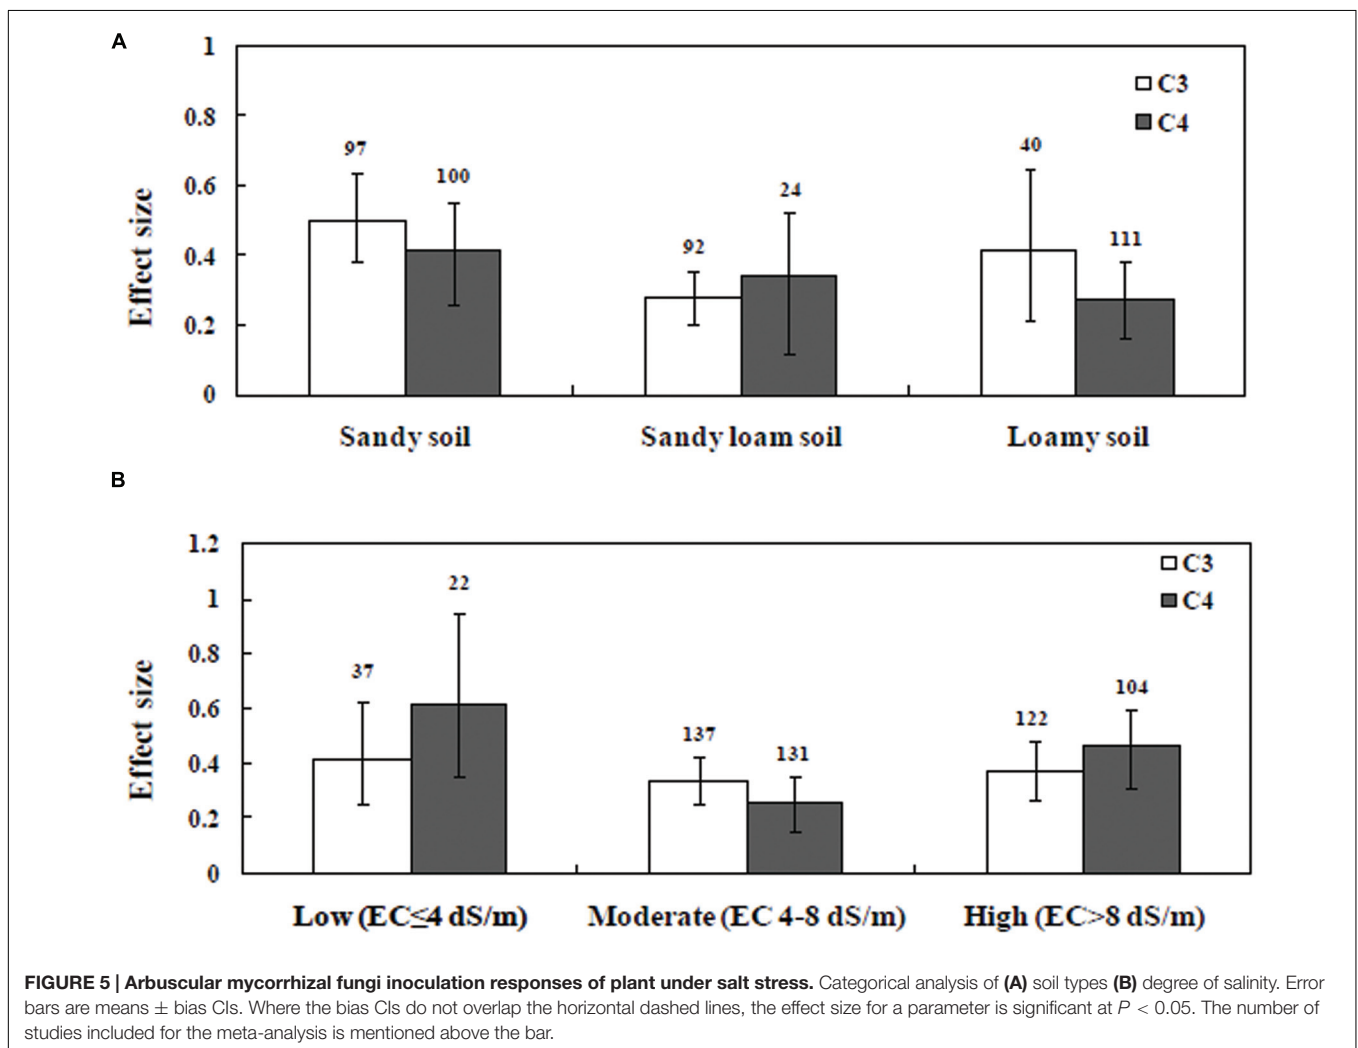 A
1
0.8
0.6
0.4
0.2
0
Effect size
C3
C4
97
100
92
24
40
111
Sandy soil
Sandy loam soil
Loamy soil
B
1.2
1
0.8
0.6
0.4
0.2
0
Effect size
C3
C4
37
22
137
131
122
104
Low (EC≤4 dS/m)
Moderate (EC 4-8 dS/m)
High (EC>8 dS/m)
FIGURE 5 | Arbuscular mycorrhizal fungi inoculation responses of plant under salt stress. Categorical analysis of (A) soil types (B) degree of salinity. Error
bars are means ± bias CIs. Where the bias CIs do not overlap the horizontal dashed lines, the effect size for a parameter is significant at P < 0.05. The number of
studies included for the meta-analysis is mentioned above the bar.